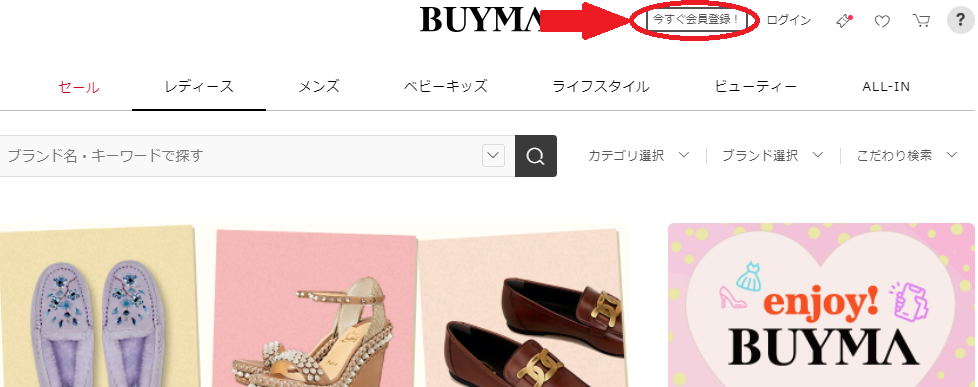 BUYMA
今すぐ会員登録！
ログイン
?
セール
レディース
メンズ
ベビーキッズ
ライフスタイル
ビューティー
ALL-IN
ブランド名・キーワードで探す
カテゴリ選択
ブランド選択
こだわり検索
enjoy!
BUYMA